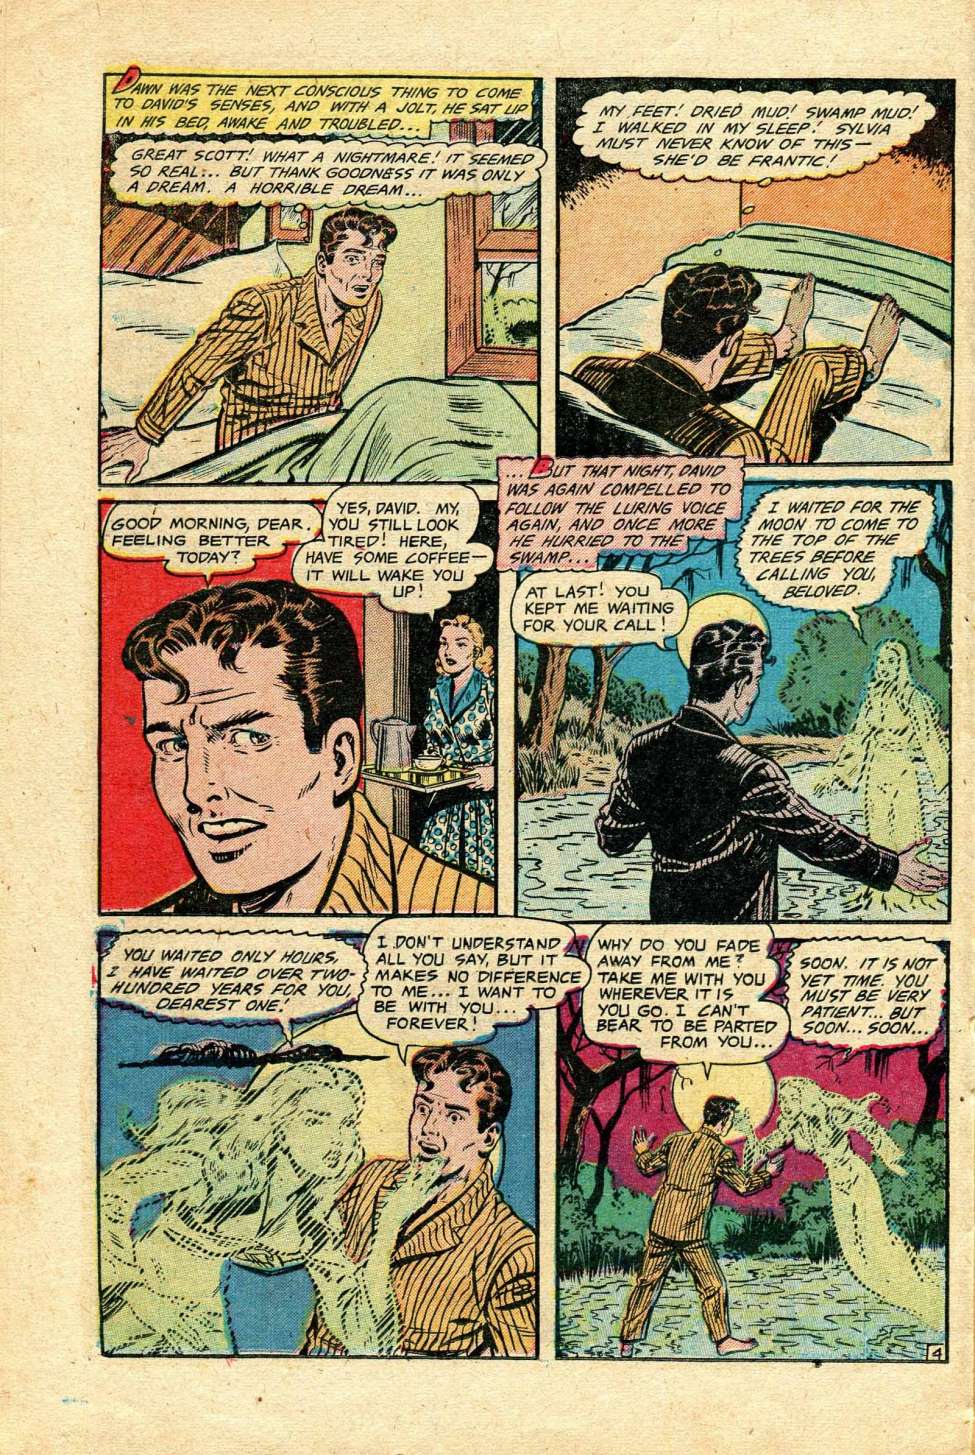 DAWN WAS THE NEXT CONSCIOUS THING TO COME
TO DAVID'S SENSES, AND WITH A JOLT, HE SAT UP
IN HIS BED, AWAKE AND TROUBLED...
GREAT SCOTT! WHAT A NIGHTMARE! IT SEEMED
SO REAL... BUT THANK GOODNESS IT WAS ONLY
A DREAM. A HORRIBLE DREAM...
MY FEET! DRIED MUD! SWAMP MUD!
I WALKED IN MY SLEEP! SYLVIA
MUST NEVER KNOW OF THIS—
SHE'D BE FRANTIC!
GOOD MORNING, DEAR.
FEELING BETTER
TODAY?
YES, DAVID. MY,
YOU STILL LOOK
TIRED! HERE,
HAVE SOME COFFEE—
IT WILL WAKE YOU
UP!
...BUT THAT NIGHT, DAVID
WAS AGAIN COMPELLED TO
FOLLOW THE LURING VOICE
AGAIN, AND ONCE MORE
HE HURRIED TO THE
SWAMP...
AT LAST! YOU
KEPT ME WAITING
FOR YOUR CALL!
I WAITED FOR THE
MOON TO COME TO
THE TOP OF THE
TREES BEFORE
CALLING YOU,
BELOVED.
YOU WAITED ONLY HOURS,
I HAVE WAITED OVER TWO-
HUNDRED YEARS FOR YOU,
DEAREST ONE!
I DON'T UNDERSTAND
ALL YOU SAY, BUT IT
MAKES NO DIFFERENCE
TO ME... I WANT TO
BE WITH YOU...
FOREVER!
WHY DO YOU FADE
AWAY FROM ME?
TAKE ME WITH YOU
WHEREVER IT IS
YOU GO. I CAN'T
BEAR TO BE PARTED
FROM YOU...
SOON. IT IS NOT
YET TIME. YOU
MUST BE VERY
PATIENT... BUT
SOON... SOON...
4